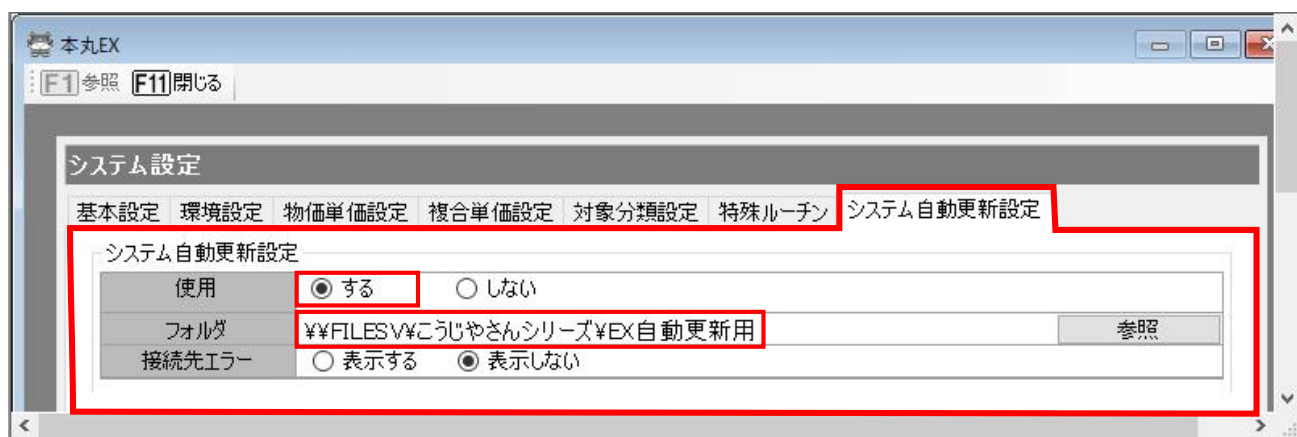 本丸EX
F1参照 F11閉じる
システム設定
基本設定 環境設定 物価単価設定 複合単価設定 対象分類設定 特殊ルーチン システム自動更新設定
システム自動更新設定
使用 する しない
フォルダ ¥¥FILESV¥こうじやさんシリーズ¥EX自動更新用 参照
接続先エラー 表示する 表示しない